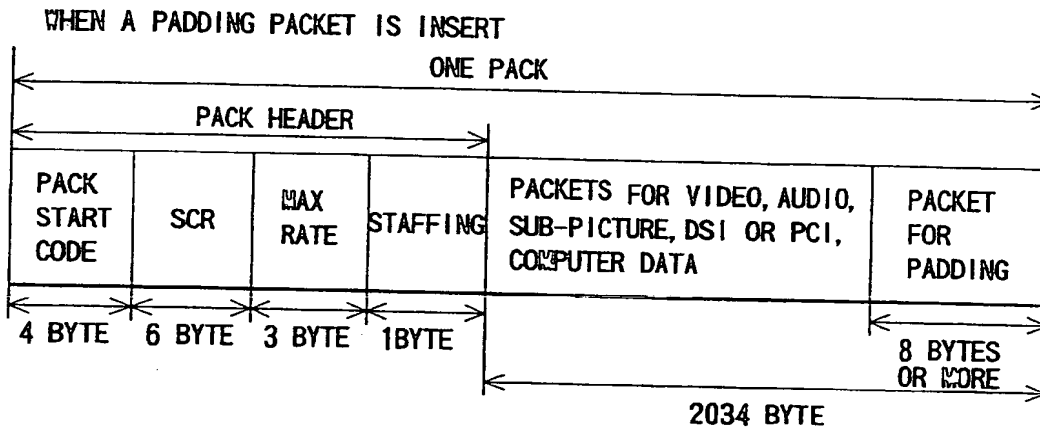 WHEN A PADDING PACKET IS INSERT
ONE PACK
PACK HEADER
PACK
START
CODE
SCR
MAX
RATE
STAFFING
PACKETS FOR VIDEO, AUDIO,
SUB-PICTURE, DSI OR PCI,
COMPUTER DATA
PACKET
FOR
PADDING
4 BYTE
6 BYTE
3 BYTE
1BYTE
8 BYTES
OR MORE
2034 BYTE